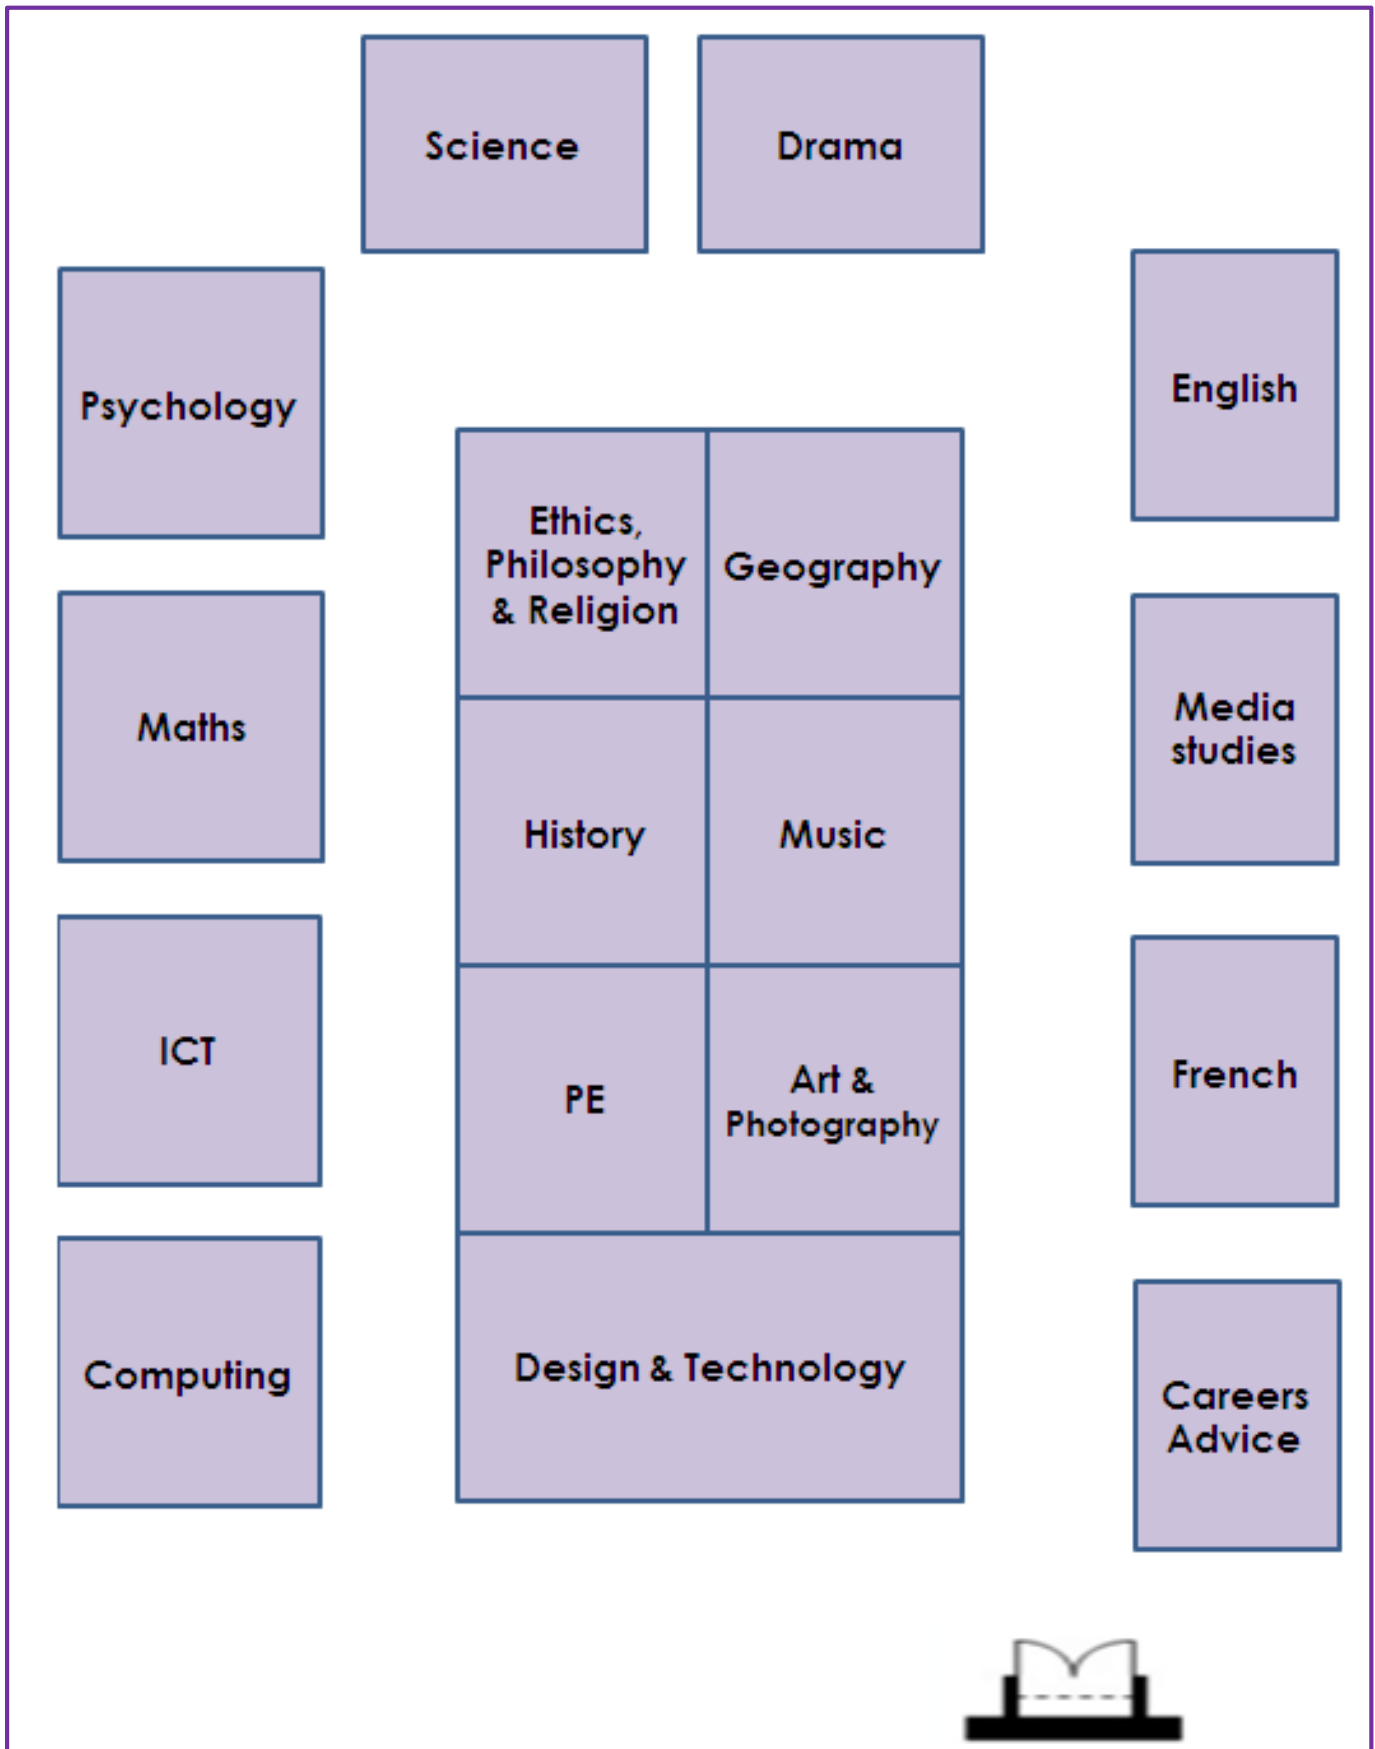 Science
Drama
Psychology
English
Ethics,
Philosophy
& Religion
Geography
Maths
Media
studies
History
Music
ICT
PE
Art &
Photography
French
Computing
Design & Technology
Careers
Advice